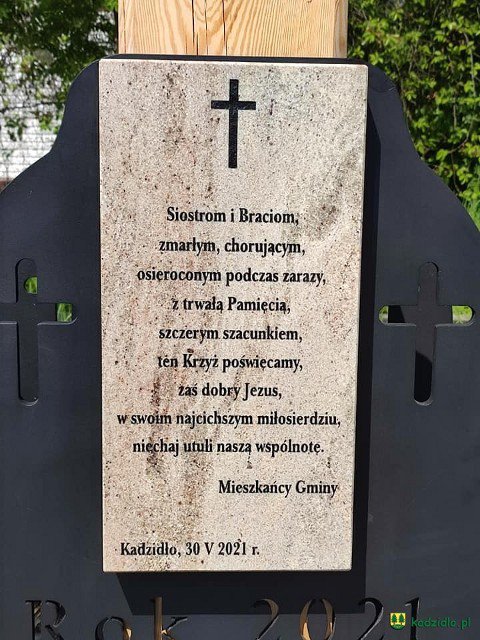 Siostrom i Braciom,
zmarłym, chorującym,
osieroconym podczas zarazy,
z trwałą Pamięcią,
szczerym szacunkiem,
ten Krzyż poświęcamy,
zaś dobry Jezus,
w swoim najcichszym miłosierdziu,
niechaj utuli naszą wspólnotę.
Mieszkańcy Gminy
Kadzidło, 30 V 2021 r.
Rok 2021
kadzidlo.pl